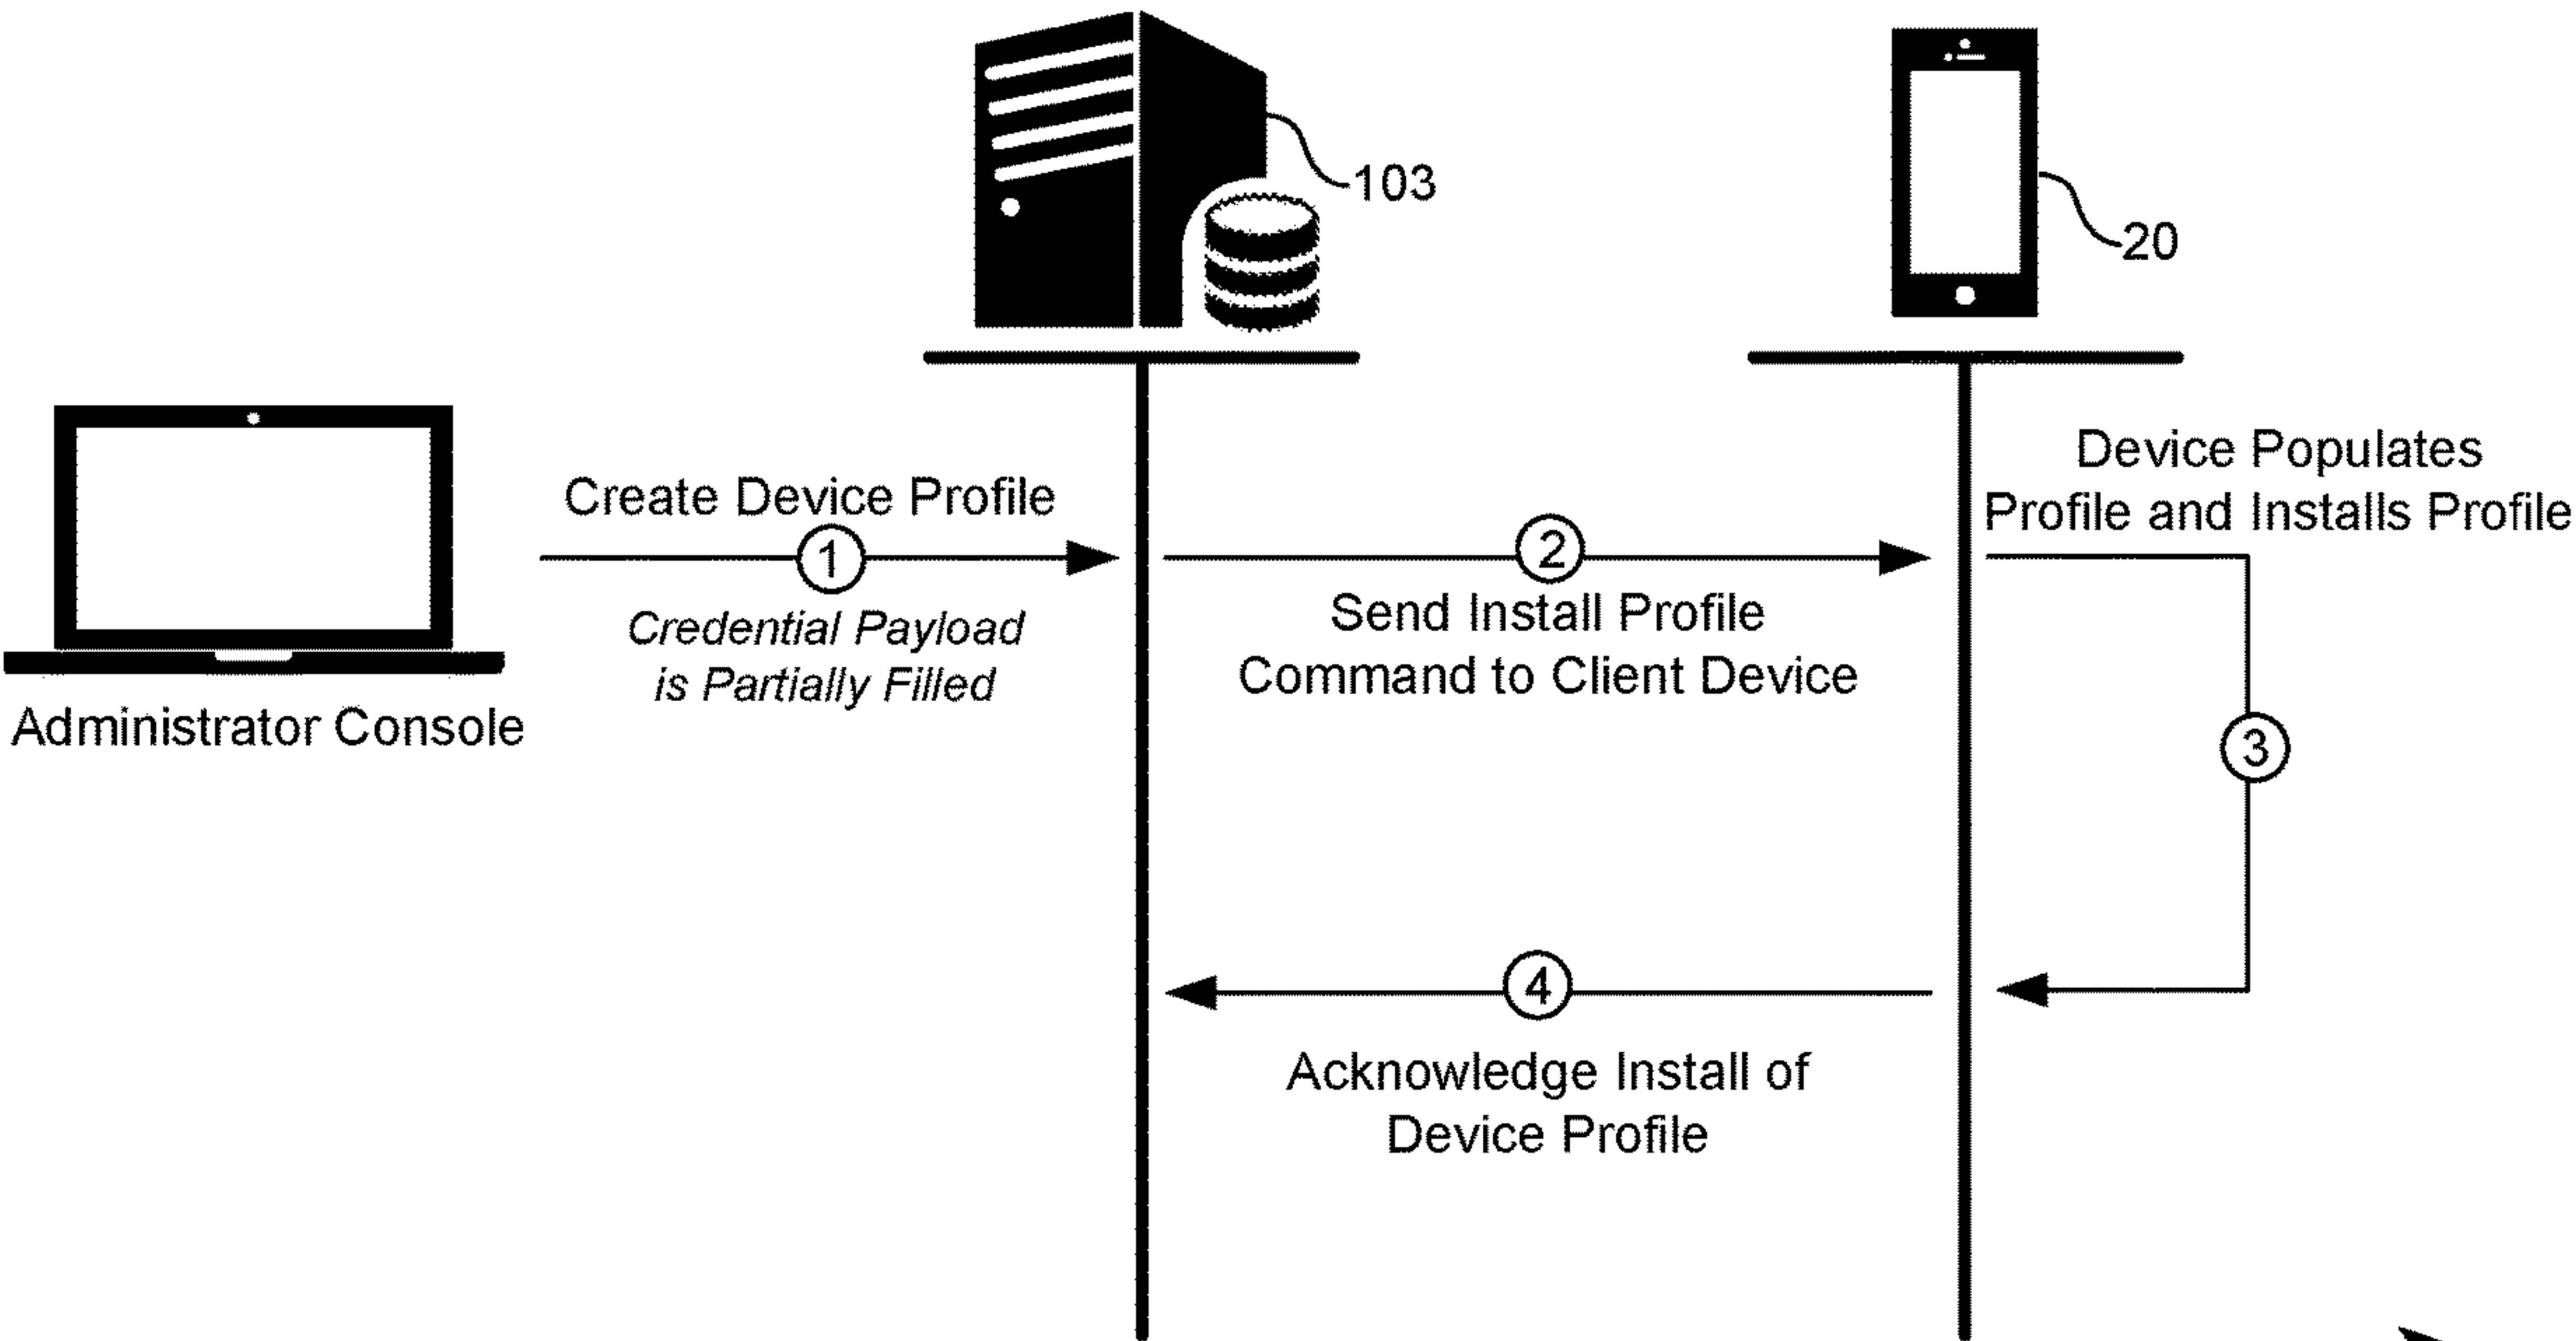 103
20
Administrator Console
Create Device Profile
1
Credential Payload
is Partially Filled
2
Send Install Profile
Command to Client Device
Device Populates
Profile and Installs Profile
3
4
Acknowledge Install of
Device Profile